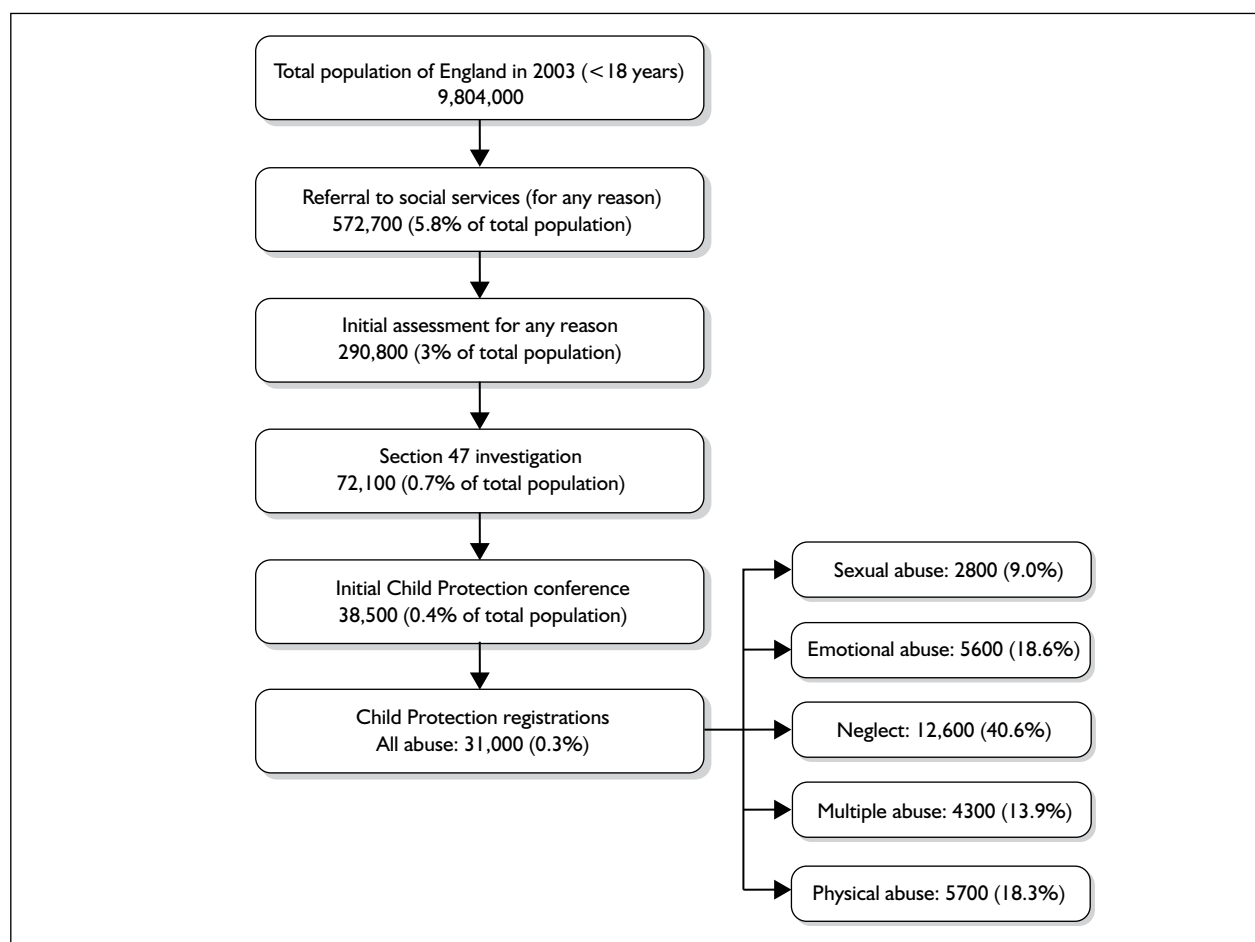 Total population of England in 2003 (<18 years)
9,804,000
Referral to social services (for any reason)
572,700 (5.8% of total population)
Initial assessment for any reason
290,800 (3% of total population)
Section 47 investigation
72,100 (0.7% of total population)
Initial Child Protection conference
38,500 (0.4% of total population)
Child Protection registrations
All abuse: 31,000 (0.3%)
Sexual abuse: 2800 (9.0%)
Emotional abuse: 5600 (18.6%)
Neglect: 12,600 (40.6%)
Multiple abuse: 4300 (13.9%)
Physical abuse: 5700 (18.3%)